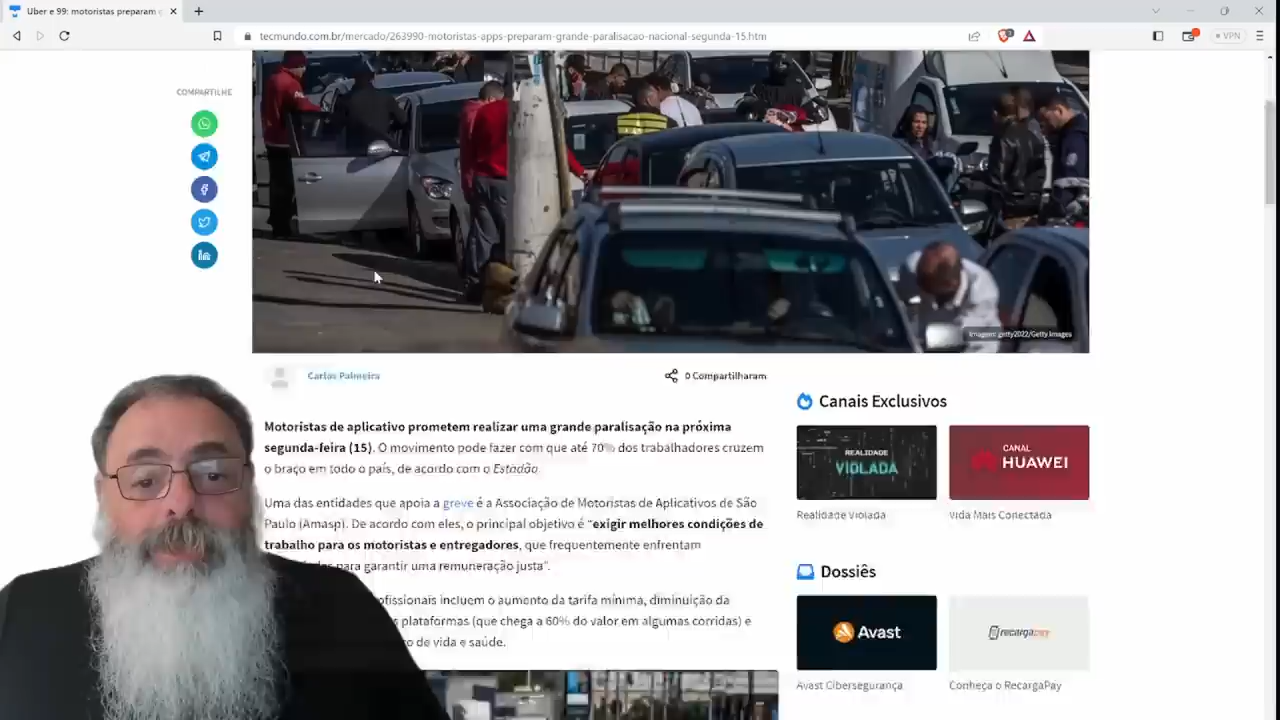 Uber e 99: motoristas preparam
tecmundo.com.br/mercado/263990-motoristas-apps-preparam-grande-paralisacao-nacional-segunda-15.htm
VPN
COMPARTILHE
Imagem: getty2022/Getty Images
Carlos Palmeira
0 Compartilharam
Motoristas de aplicativo prometem realizar uma grande paralisação na próxima
segunda-feira (15). O movimento pode fazer com que até 70% dos trabalhadores cruzem
o braço em todo o país, de acordo com o Estadão.
Uma das entidades que apoia a greve é a Associação de Motoristas de Aplicativos de São
Paulo (Amasp). De acordo com eles, o principal objetivo é "exigir melhores condições de
trabalho para os motoristas e entregadores, que frequentemente enfrentam
para garantir uma remuneração justa".
ofissionais incluem o aumento da tarifa mínima, diminuição da
s plataformas (que chega a 60% do valor em algumas corridas) e
o de vida e saúde.
Canais Exclusivos
REALIDADE
VIOLADA
CANAL
HUAWEI
Realidade Violada
Vida Mais Conectada
Dossiês
Avast
recargapay
Avast Cibersegurança
Conheça o RecargaPay